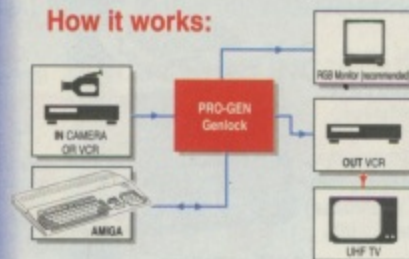 How it works:
RGB Monitor (recommended)
IN CAMERA
OR VCR
PRO-GEN
Genlock
OUT VCR
AMIGA
UHF TV